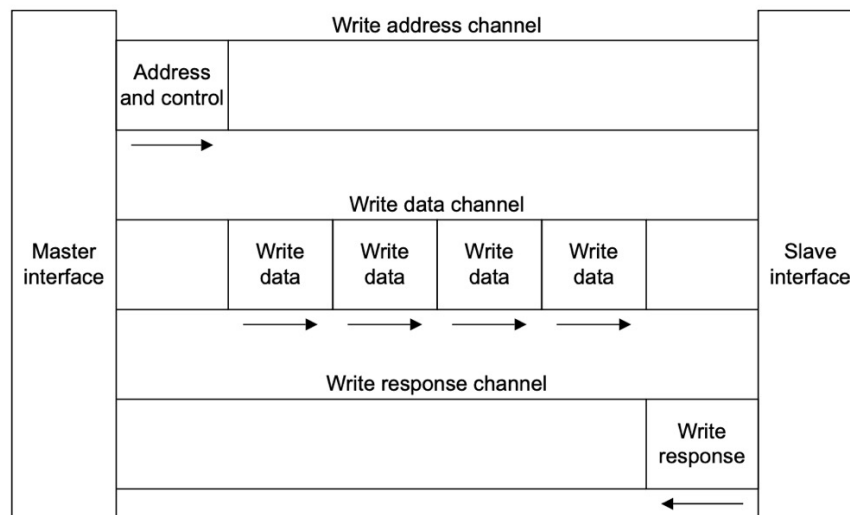 Write address channel
Address
and control
Write data channel
Master
interface
Write
data
Write
data
Write
data
Write
data
Slave
interface
Write response channel
Write
response